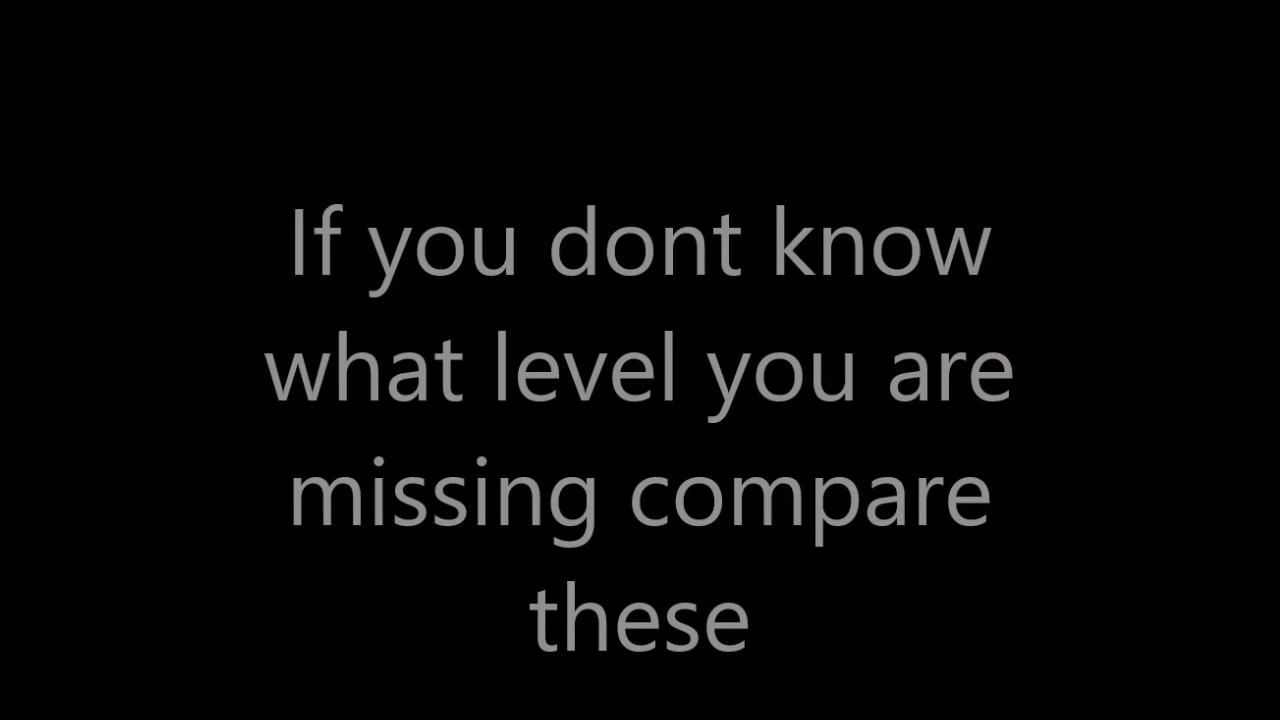 If you dont know
what level you are
missing compare
these